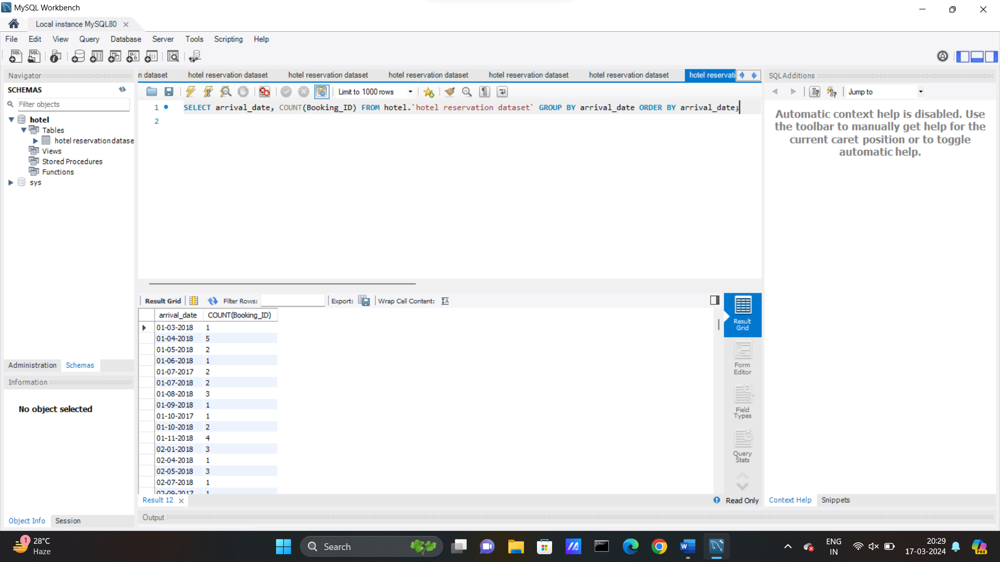 MySQL Workbench
Local instance MySQL80
File Edit View Query Database Server Tools Scripting Help
Navigator
SCHEMAS
Filter objects
hotel
Tables
hotel reservation datase
Views
Stored Procedures
Functions
sys
Administration Schemas
Information
No object selected
Object Info Session
n dataset hotel reservation dataset hotel reservation dataset hotel reservation dataset hotel reservation dataset hotel reservation dataset hotel reservati
Limit to 1000 rows
1 SELECT arrival_date, COUNT(Booking_ID) FROM hotel.`hotel reservation dataset` GROUP BY arrival_date ORDER BY arrival_date;
2
Result Grid Filter Rows: Export: Wrap Cell Content:
arrival_date COUNT(Booking_ID)
01-03-2018 1
01-04-2018 5
01-05-2018 2
01-06-2018 1
01-07-2017 2
01-07-2018 2
01-08-2018 3
01-09-2018 1
01-10-2017 1
01-10-2018 2
01-11-2018 4
02-01-2018 3
02-04-2018 1
02-05-2018 3
02-07-2018 1
02-09-2017 1
Result
Grid
Form
Editor
Field
Types
Query
Stats
Result 12
Read Only
Output
SQLAdditions
Jump to
Automatic context help is disabled. Use
the toolbar to manually get help for the
current caret position or to toggle
automatic help.
Context Help Snippets
1
28°C
Haze
Search
ENG
IN
20:29
17-03-2024
PRE